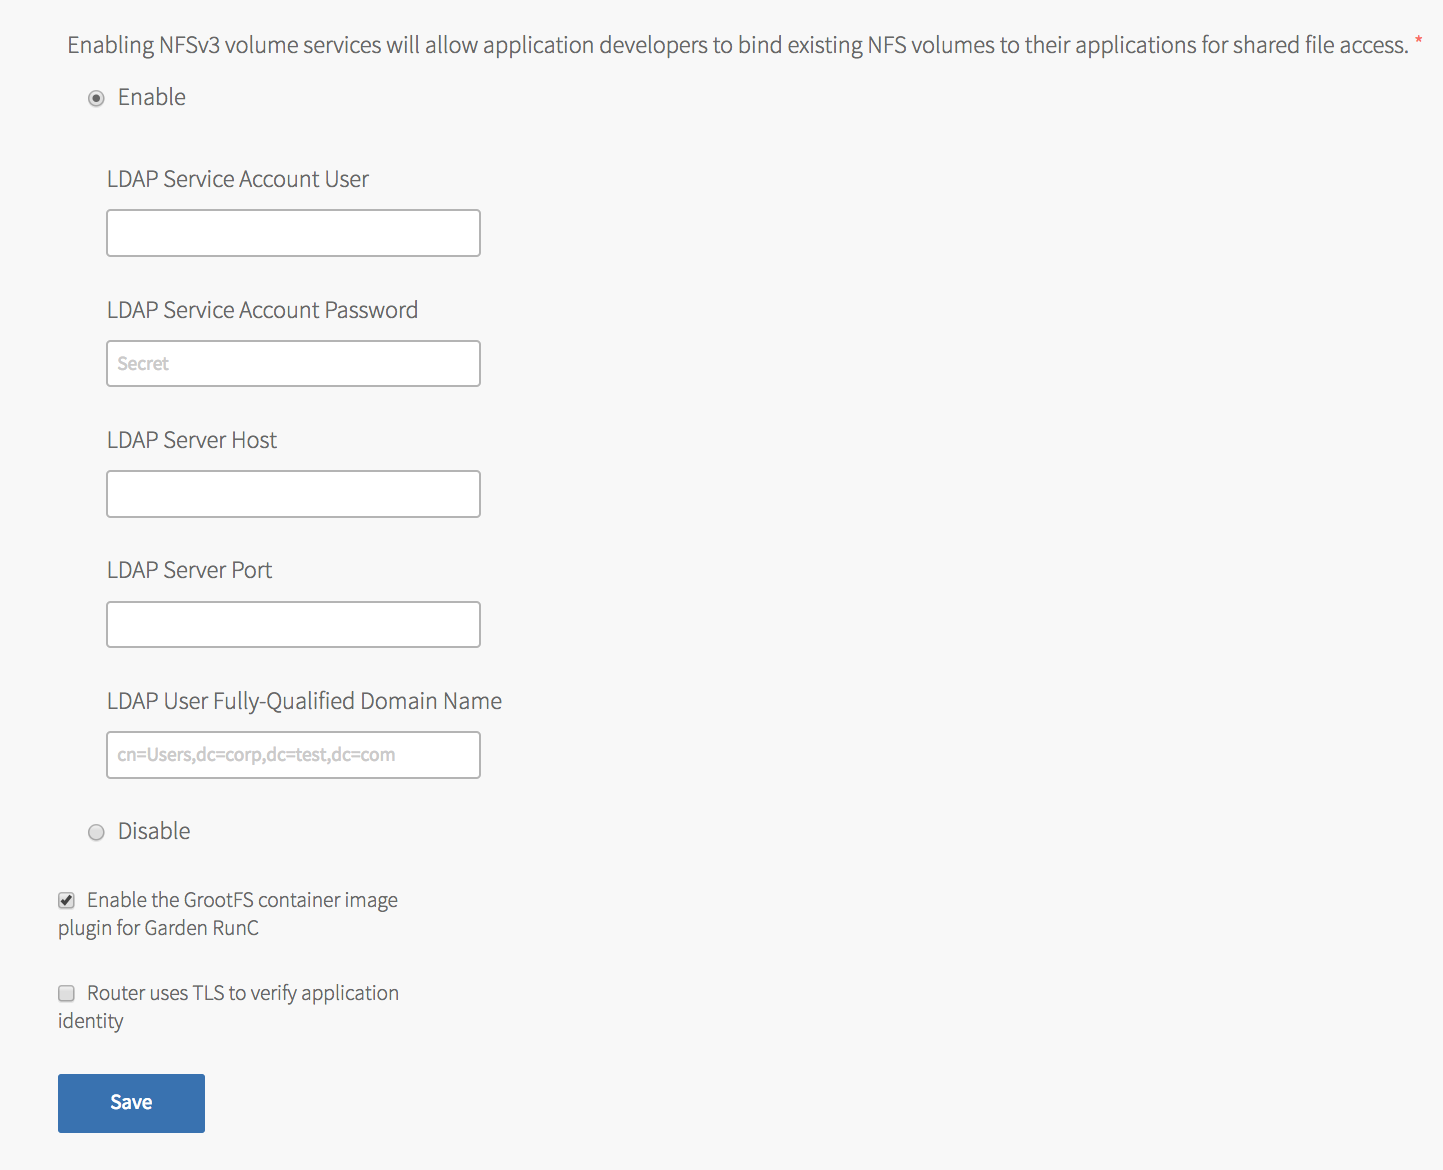 Enabling NFSv3 volume services will allow application developers to bind existing NFS volumes to their applications for shared file access. *
Enable
LDAP Service Account User
LDAP Service Account Password
Secret
LDAP Server Host
LDAP Server Port
LDAP User Fully-Qualified Domain Name
cn=Users,dc=corp,dc=test,dc=com
Disable
Enable the GrootFS container image
plugin for Garden RunC
Router uses TLS to verify application
identity
Save